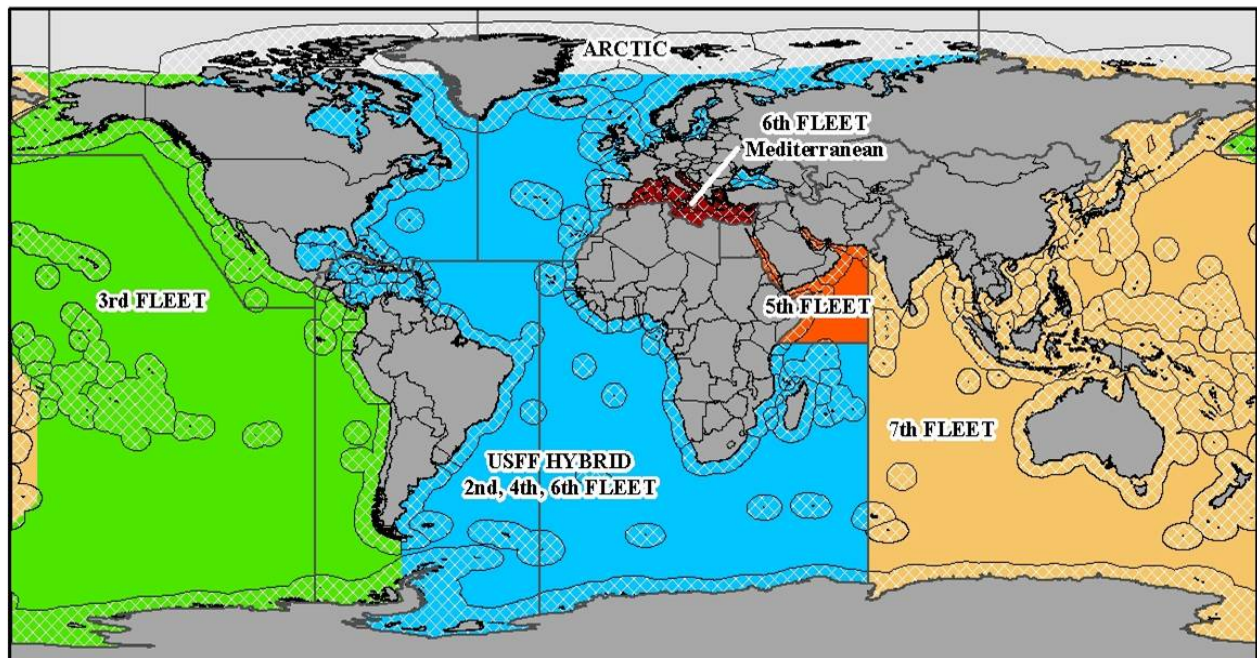 ARCTIC
6th FLEET
Mediterranean
3rd FLEET
5th FLEET
7th FLEET
USFF HYBRID
2nd, 4th, 6th FLEET